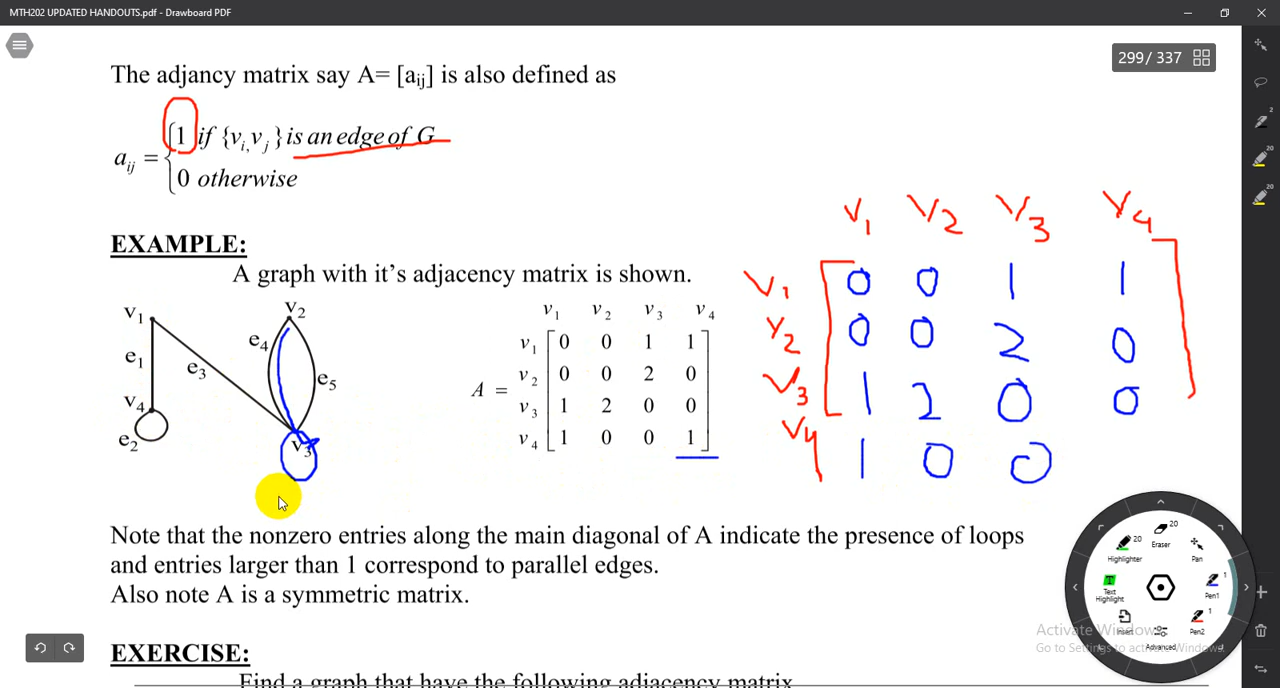 MTH202 UPDATED HANDOUTS.pdf - Drawboard PDF
299 / 337
The adjancy matrix say A= [aij] is also defined as
aij = { 1 if {vi, vj } is an edge of G
0 otherwise
EXAMPLE:
A graph with it’s adjacency matrix is shown.
v1 v2 v3 v4
v1 0 0 1 1
v2 0 0 2 0
v3 1 2 0 0
v4 1 0 0
V1 V2
e1 e3 e4 e5
V4 V3
e2
v1 v2 v3 v4
A =
v1 0 0 1 1
v2 0 0 2 0
v3 1 2 0 0
v4 1 0 0 1
Note that the nonzero entries along the main diagonal of A indicate the presence of loops
and entries larger than 1 correspond to parallel edges.
Also note A is a symmetric matrix.
EXERCISE:
Find a graph that have the following adjacency matrix
20
Highlighter
20
Eraser
Pan
Text
Highlight
1
Pen1
Insert
Advanced
1
Pen2
2
20
20
Activate Windows
Go to Settings to activate Windows.